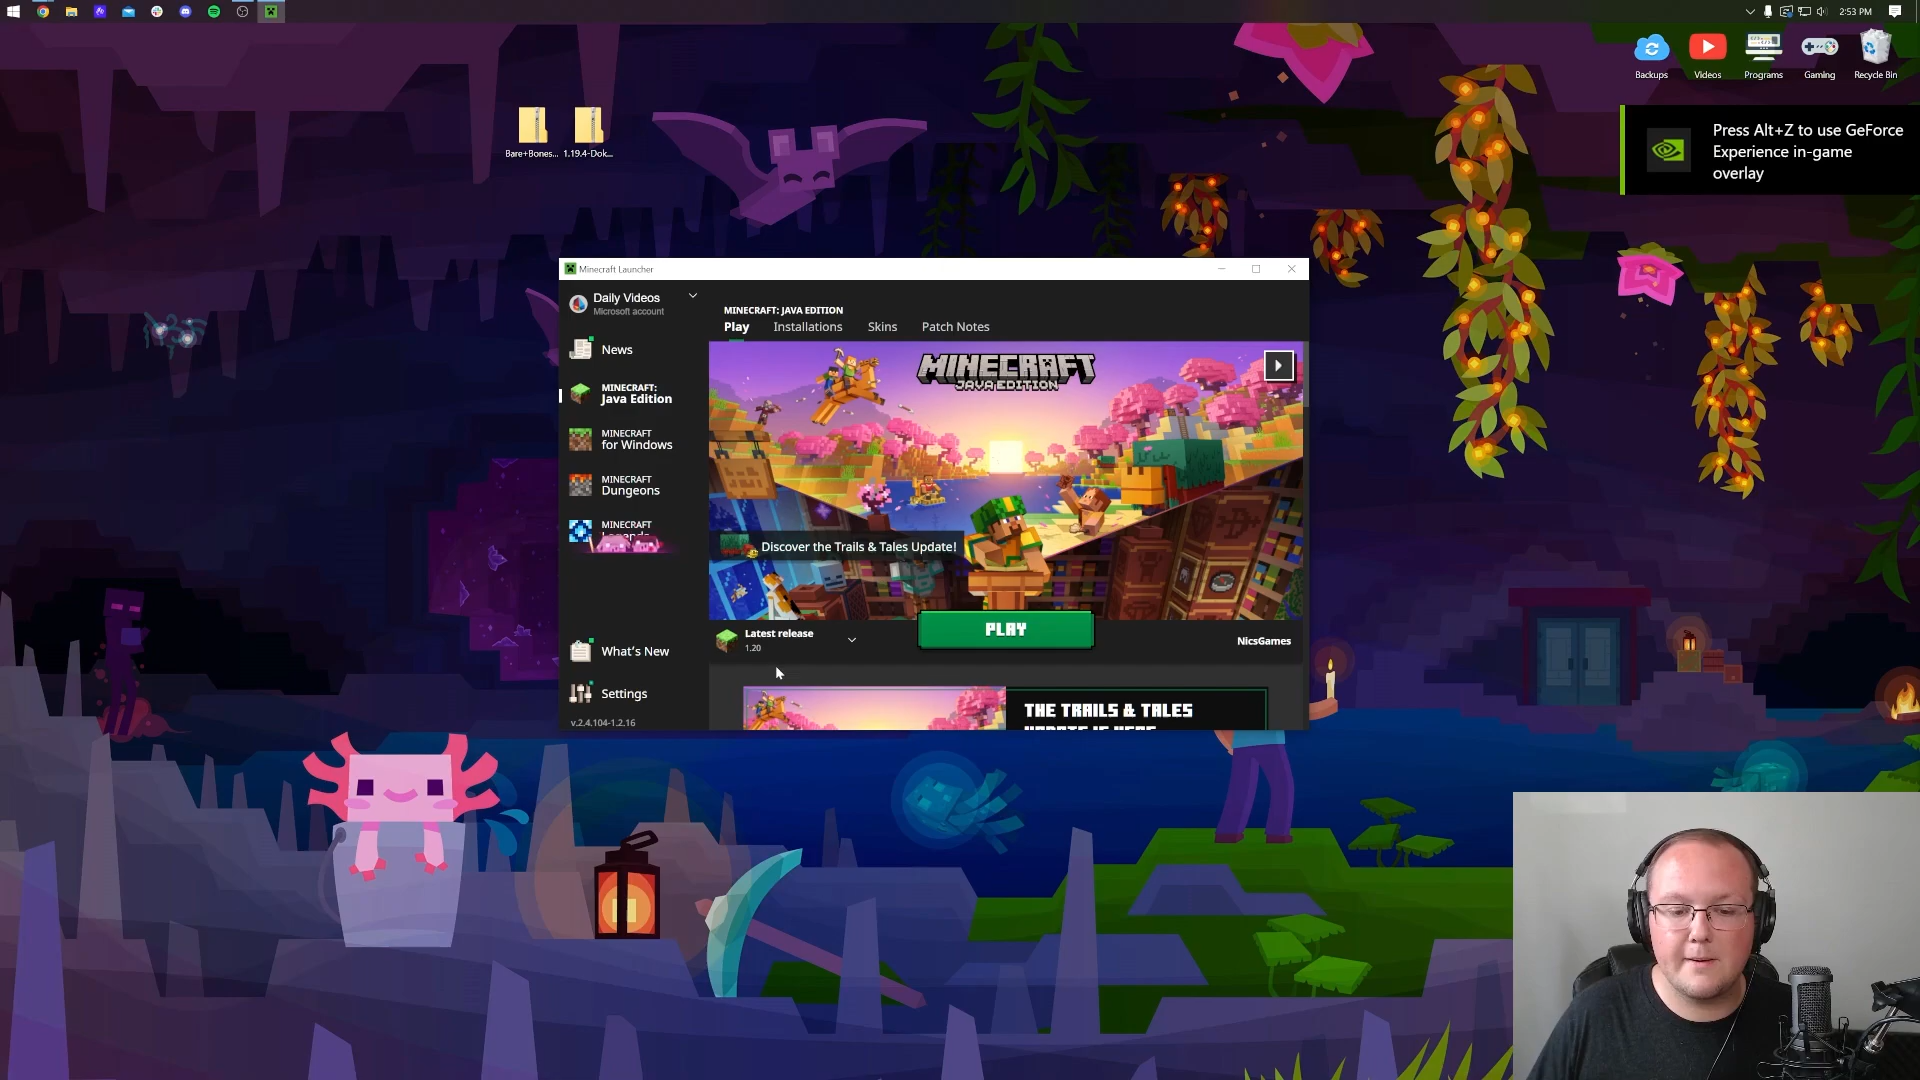 2:53 PM
Backups
Videos
Programs
Gaming
Recycle Bin
Bare+Bones...
1.19.4-Dok...
Press Alt+Z to use GeForce
Experience in-game
overlay
Minecraft Launcher
Daily Videos
Microsoft account
News
MINECRAFT:
Java Edition
MINECRAFT
for Windows
MINECRAFT
Dungeons
MINECRAFT
What's New
Settings
v.2.4.104-1.2.16
MINECRAFT: JAVA EDITION
Play
Installations
Skins
Patch Notes
MINECRAFT
JAVA EDITION
Discover the Trails & Tales Update!
Latest release
1.20
PLAY
NicsGames
THE TRAILS & TALES
UPDATE IS HERE